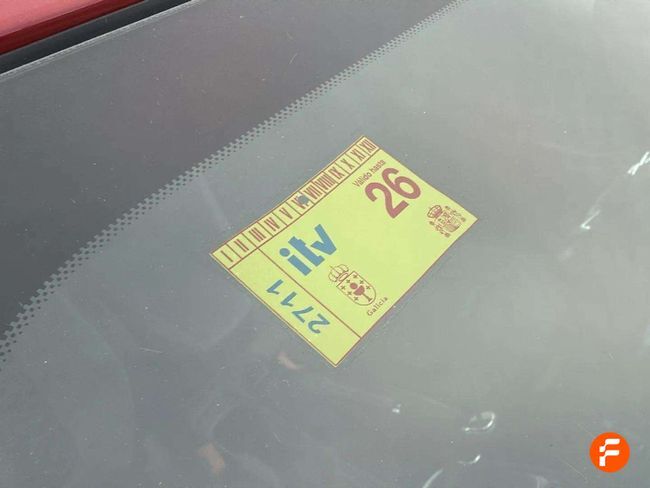 I II III IV V VI VII VIII IX X XI XII
Válido hasta
26
itv
Galicia
2711